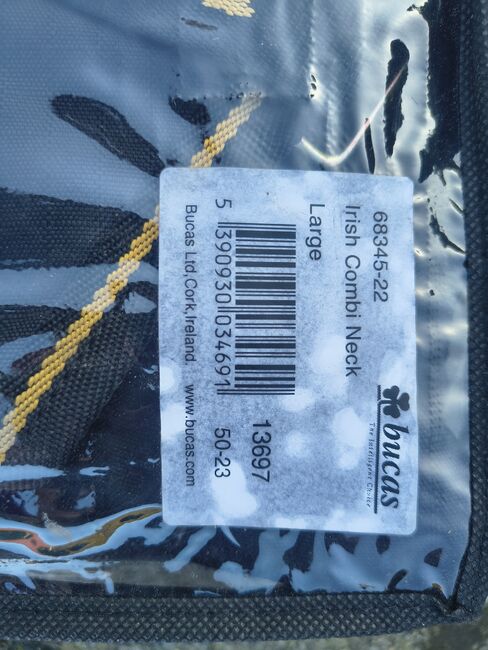 68345-22
Irish Combi Neck
Large
bucas
The Intelligent Choice
5 390930 034691
13697
50-23
Bucas Ltd,Cork,Ireland. www.bucas.com